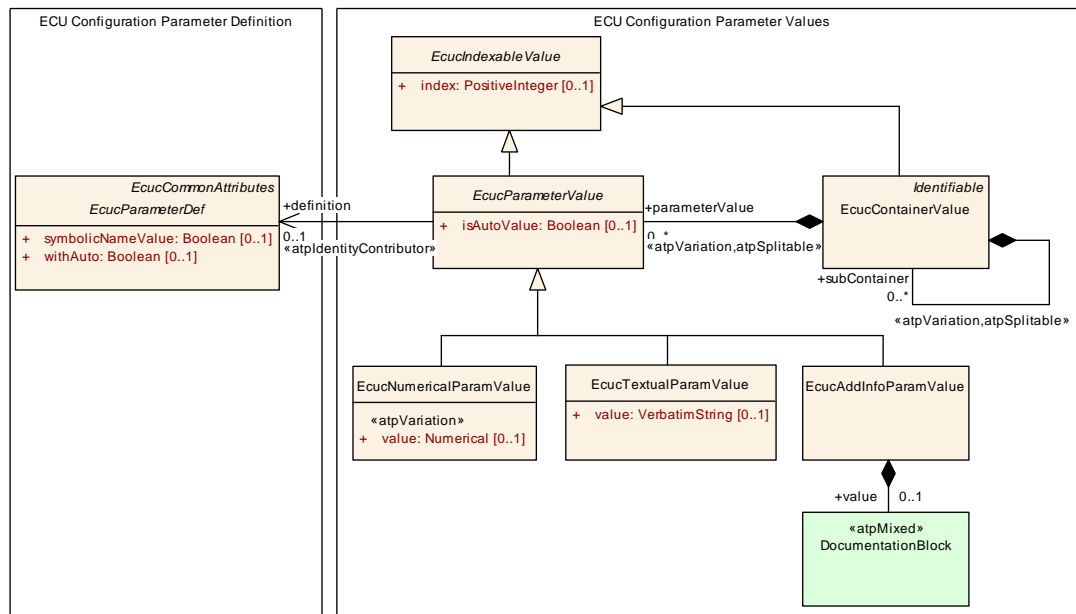 ECU Configuration Parameter Definition
ECU Configuration Parameter Values
EcucIndexableValue
+ index: PositiveInteger [0..1]
EcucCommonAttributes
EcucParameterDef
+ symbolicNameValue: Boolean [0..1]
+ withAuto: Boolean [0..1]
+definition
0..1
«atpIdentityContributor»
EcucParameterValue
+ isAutoValue: Boolean [0..1]
+parameterValue
0..*
«atpVariation,atpSplitable»
Identifiable
EcucContainerValue
+subContainer
0..*
«atpVariation,atpSplitable»
EcucNumericalParamValue
«atpVariation»
+ value: Numerical [0..1]
EcucTextualParamValue
+ value: VerbatimString [0..1]
EcucAddInfoParamValue
+value
0..1
«atpMixed»
DocumentationBlock